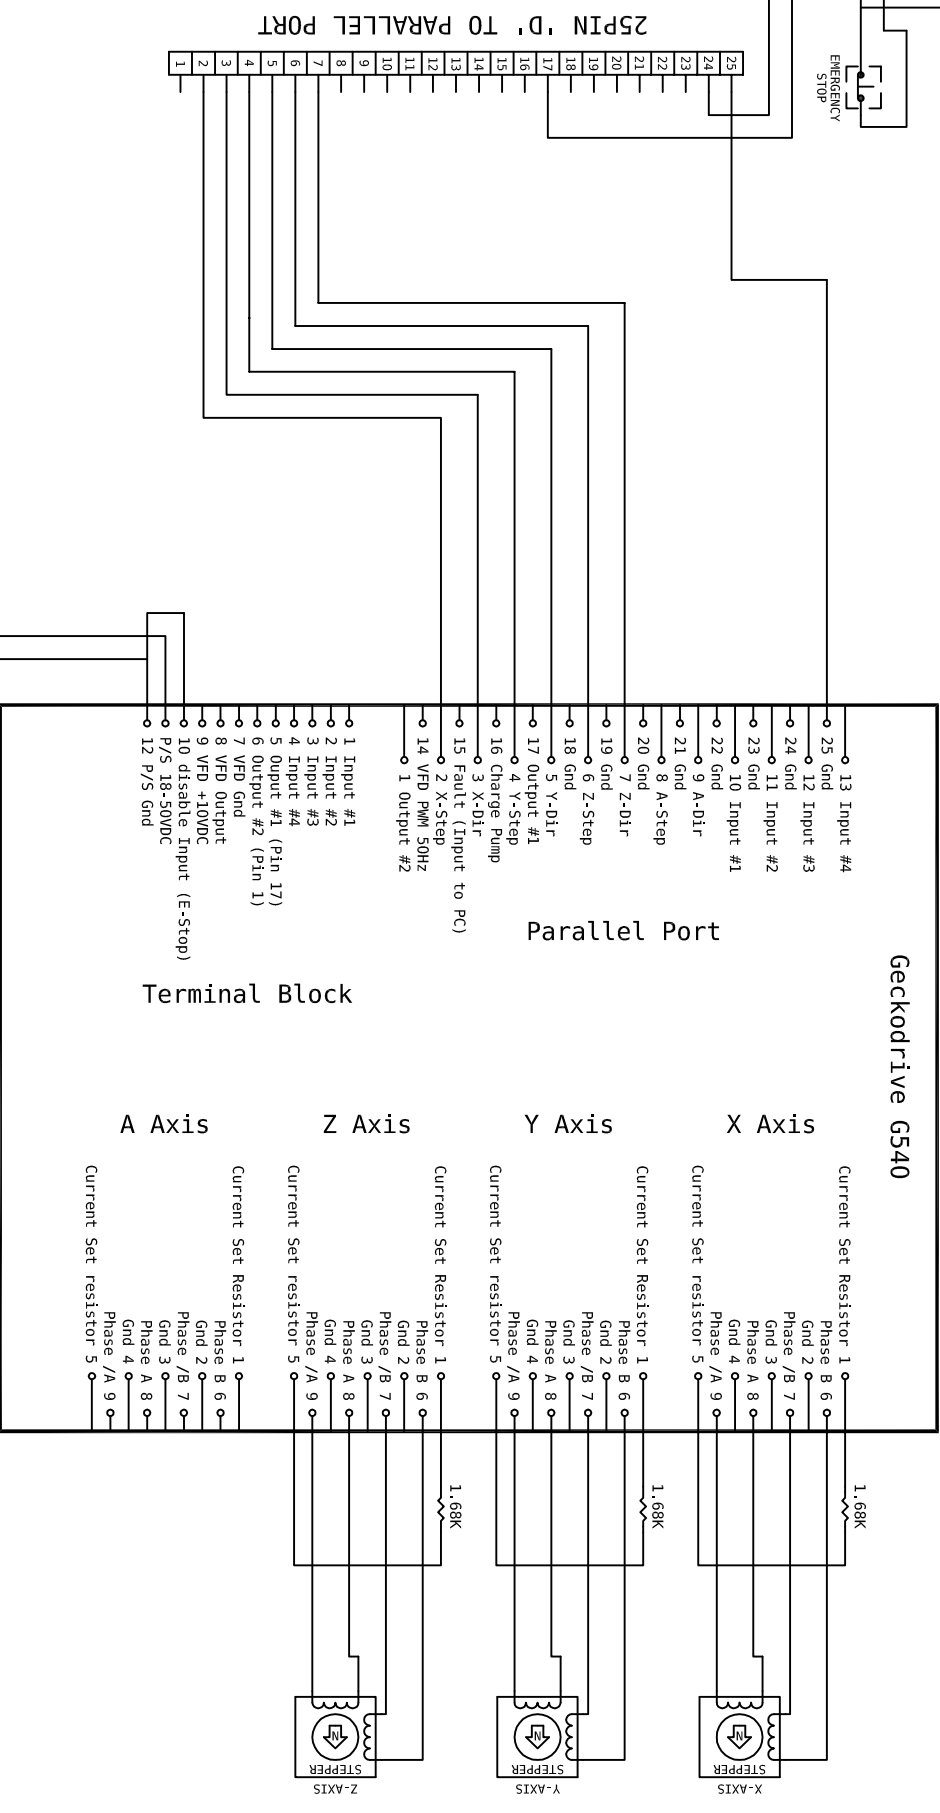 25PIN 'D' TO PARALLEL PORT
1 2 3 4 5 6 7 8 9 10 11 12 13 14 15 16 17 18 19 20 21 22 23 24 25
EMERGENCY
STOP
12 P/S Gnd
P/S 18-50VDC
10 disable Input (E-Stop)
9 VFD +10VDC
8 VFD Output
7 VFD Gnd
6 Output #2 (Pin 1)
5 Ouput #1 (Pin 17)
4 Input #4
3 Input #3
2 Input #2
1 Input #1
1 Output #2
14 VFD PWM 50Hz
2 X-Step
15 Fault (Input to PC)
3 X-Dir
16 Charge Pump
4 Y-Step
17 Output #1
5 Y-Dir
18 Gnd
6 Z-Step
19 Gnd
7 Z-Dir
20 Gnd
8 A-Step
21 Gnd
9 A-Dir
22 Gnd
10 Input #1
23 Gnd
11 Input #2
24 Gnd
12 Input #3
25 Gnd
13 Input #4
Parallel Port
Terminal Block
Geckodrive G540
A Axis
Z Axis
Y Axis
X Axis
Current Set resistor 5
Phase /A 9
Gnd 4
Phase A 8
Gnd 3
Phase /B 7
Gnd 2
Phase B 6
Current Set Resistor 1
Current Set resistor 5
Phase /A 9
Gnd 4
Phase A 8
Gnd 3
Phase /B 7
Gnd 2
Phase B 6
Current Set Resistor 1
Current Set resistor 5
Phase /A 9
Gnd 4
Phase A 8
Gnd 3
Phase /B 7
Gnd 2
Phase B 6
Current Set Resistor 1
Current Set resistor 5
Phase /A 9
Gnd 4
Phase A 8
Gnd 3
Phase /B 7
Gnd 2
Phase B 6
Current Set Resistor 1
1.68K
1.68K
1.68K
N
STEPPER
Z-AXIS
N
STEPPER
Y-AXIS
N
STEPPER
X-AXIS